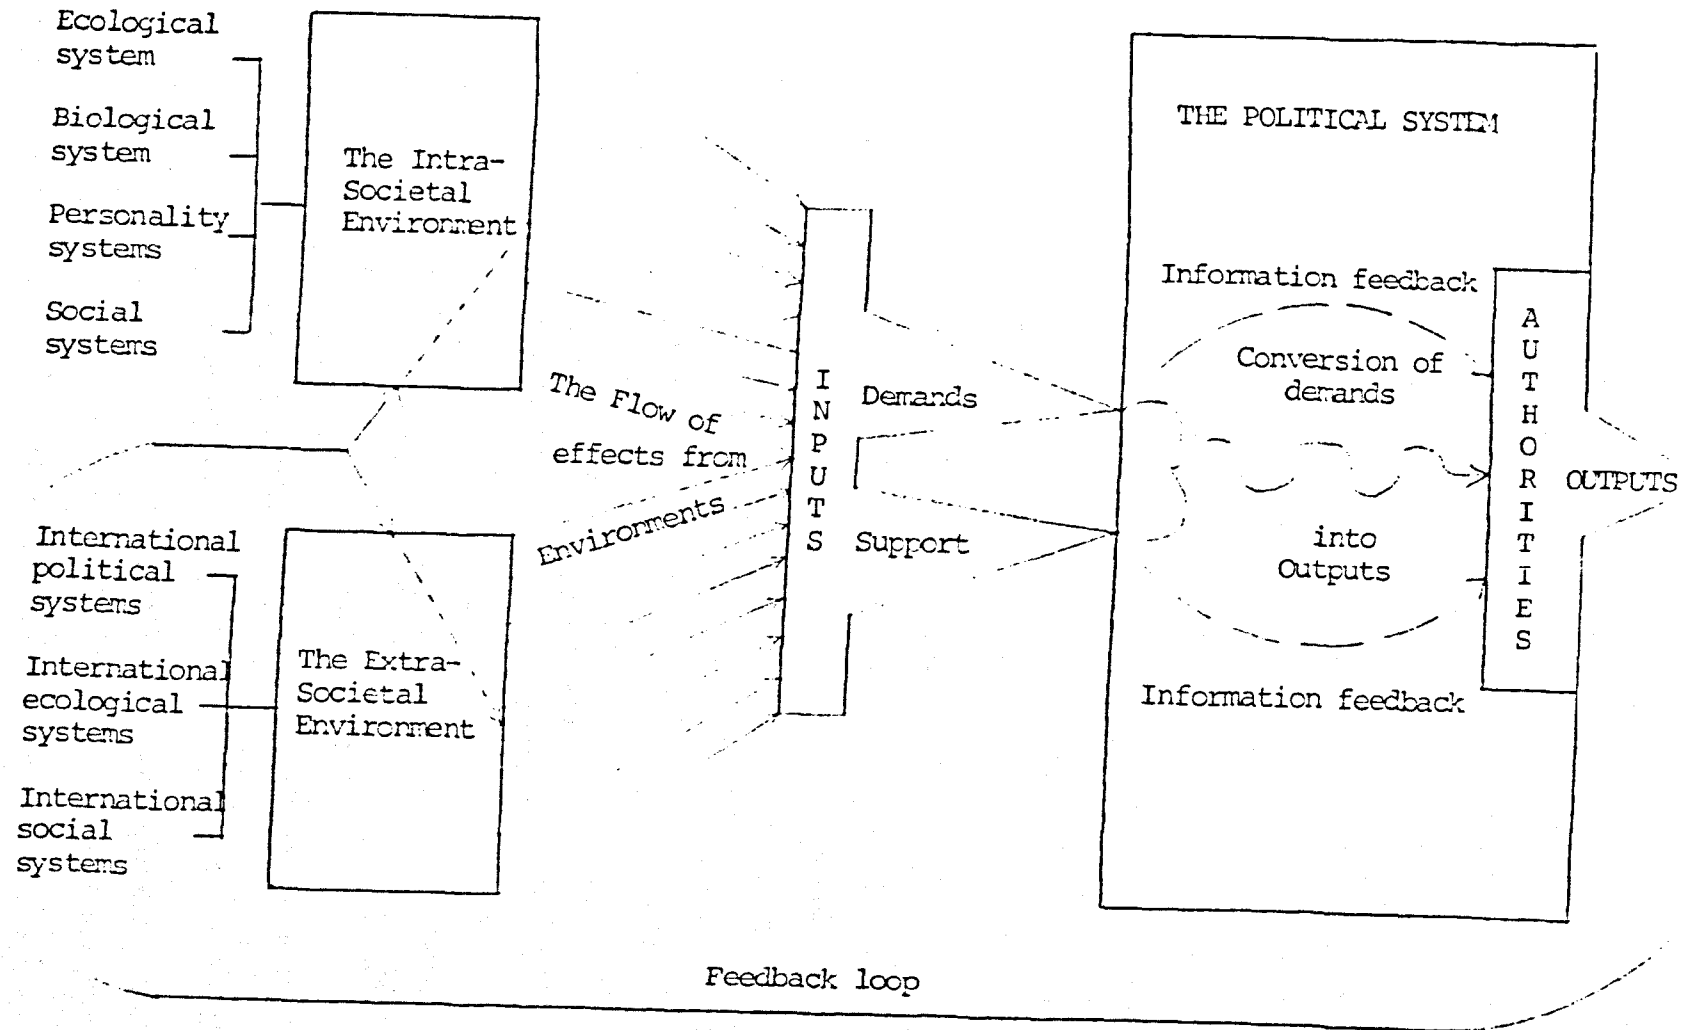 Ecological
system
Biological
system
Personality
systems
Social
systems
The Intra-
Societal
Environment
International
political
systems
International
ecological
systems
International
social
systems
The Extra-
Societal
Environment
The Flow of
effects from
Environments
INPUTS
Demands
Support
THE POLITICAL SYSTEM
Information feedback
Conversion of
demands
into
Outputs
Information feedback
AUTHORITIES
OUTPUTS
Feedback loop